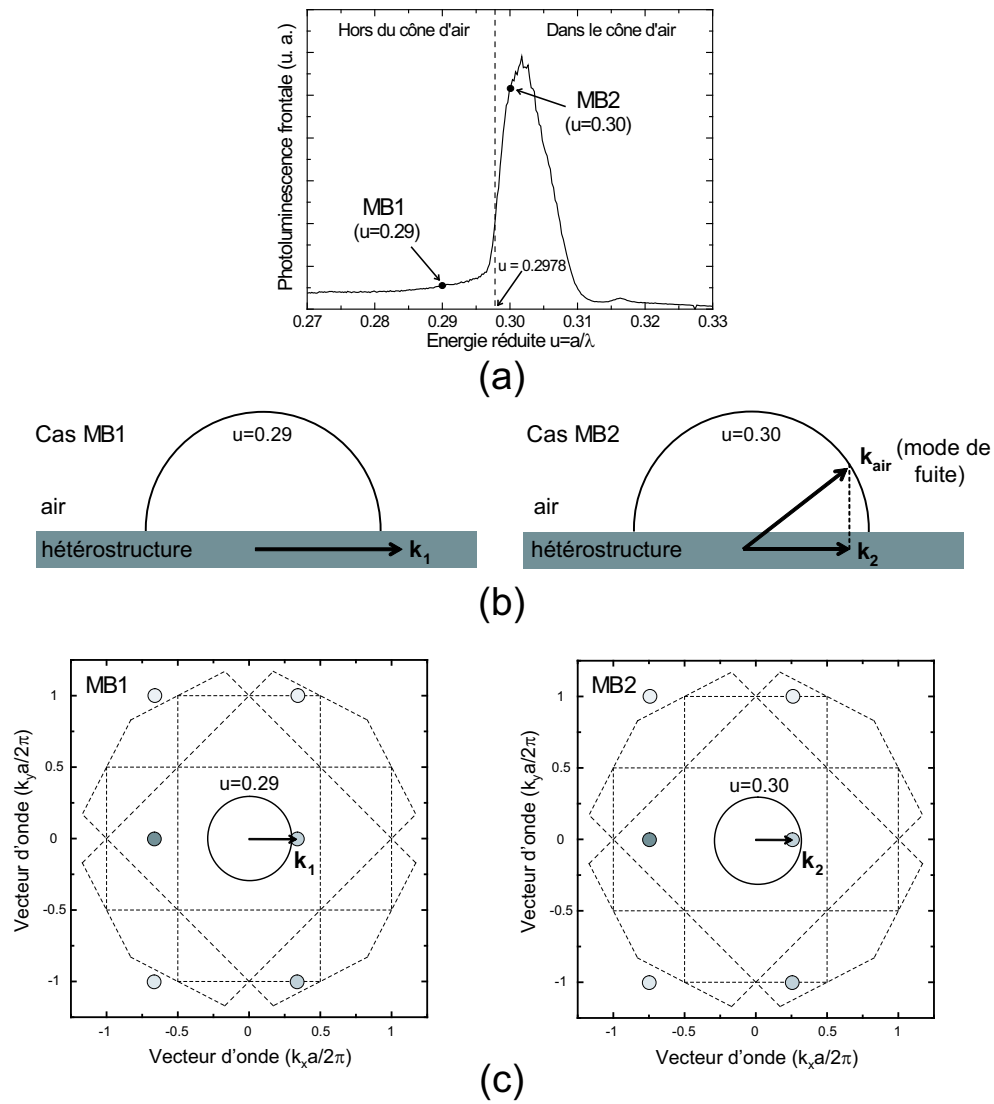 Hors du cône d'air
Dans le cône d'air
Photoluminescence frontale (u. a.)
MB2
(u=0.30)
MB1
(u=0.29)
u = 0.2978
0.27 0.28 0.29 0.30 0.31 0.32 0.33
Energie réduite u=a/λ
(a)
Cas MB1
u=0.29
air
hétérostructure
k1
Cas MB2
u=0.30
kair (mode de
fuite)
air
hétérostructure
k2
(b)
MB1
u=0.29
k1
1
0.5
0
-0.5
-1
Vecteur d'onde (kya/2π)
-1 -0.5 0 0.5 1
Vecteur d'onde (kxa/2π)
MB2
u=0.30
k2
1
0.5
0
-0.5
-1
Vecteur d'onde (kya/2π)
-1 -0.5 0 0.5 1
Vecteur d'onde (kxa/2π)
(c)